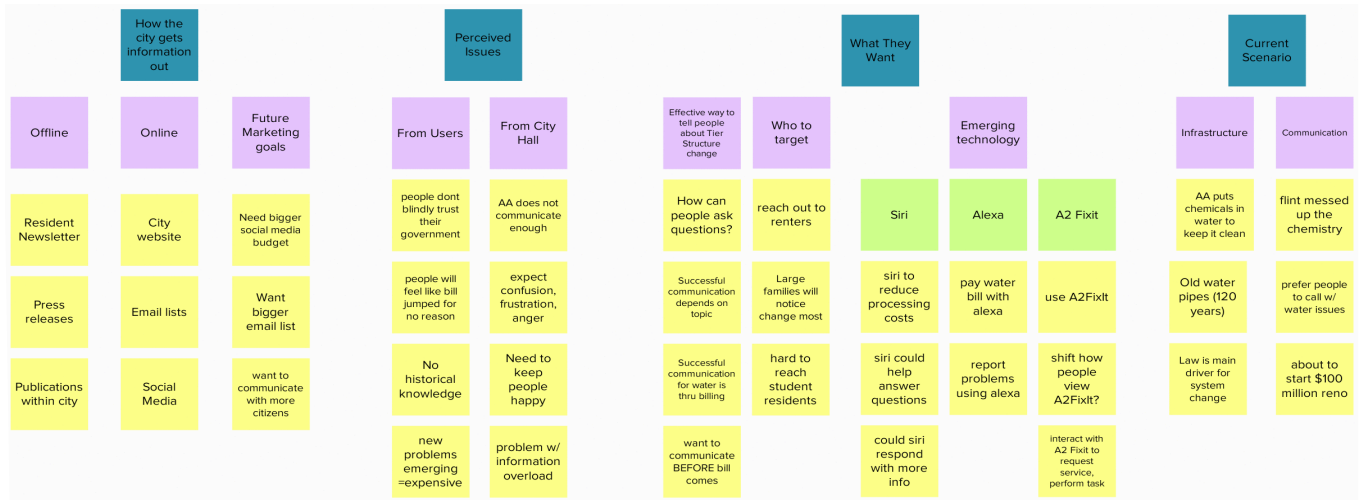 How the
city gets
information
out
Offline
Resident
Newsletter
Press
releases
Publications
within city
Online
City
website
Email lists
Social
Media
Future
Marketing
goals
Need bigger
social media
budget
Want
bigger
email list
want to
communicate
with more
citizens
Perceived
Issues
From Users
people dont
blindly trust
their
government
people will
feel like bill
jumped for
no reason
No
historical
knowledge
new
problems
emerging
=expensive
From City
Hall
AA does not
communicate
enough
expect
confusion,
frustration,
anger
Need to
keep
people
happy
problem w/
information
overload
What They
Want
Effective way to
tell people
about Tier
Structure
change
How can
people ask
questions?
Successful
communication
depends on
topic
Successful
communication
for water is
thru billing
want to
communicate
BEFORE bill
comes
Who to
target
reach out to
renters
Large
families will
notice
change most
hard to
reach
student
residents
Emerging
technology
Siri
siri to
reduce
processing
costs
siri could
help
answer
questions
could siri
respond
with more
info
Alexa
pay water
bill with
alexa
report
problems
using alexa
A2 Fixit
use A2FixIt
shift how
people
view
A2FixIt?
interact with
A2 Fixit to
request
service,
perform task
Current
Scenario
Infrastructure
AA puts
chemicals in
water to
keep it clean
Old water
pipes (120
years)
Law is main
driver for
system
change
Communication
flint messed
up the
chemistry
prefer people
to call w/
water issues
about to
start $100
million reno